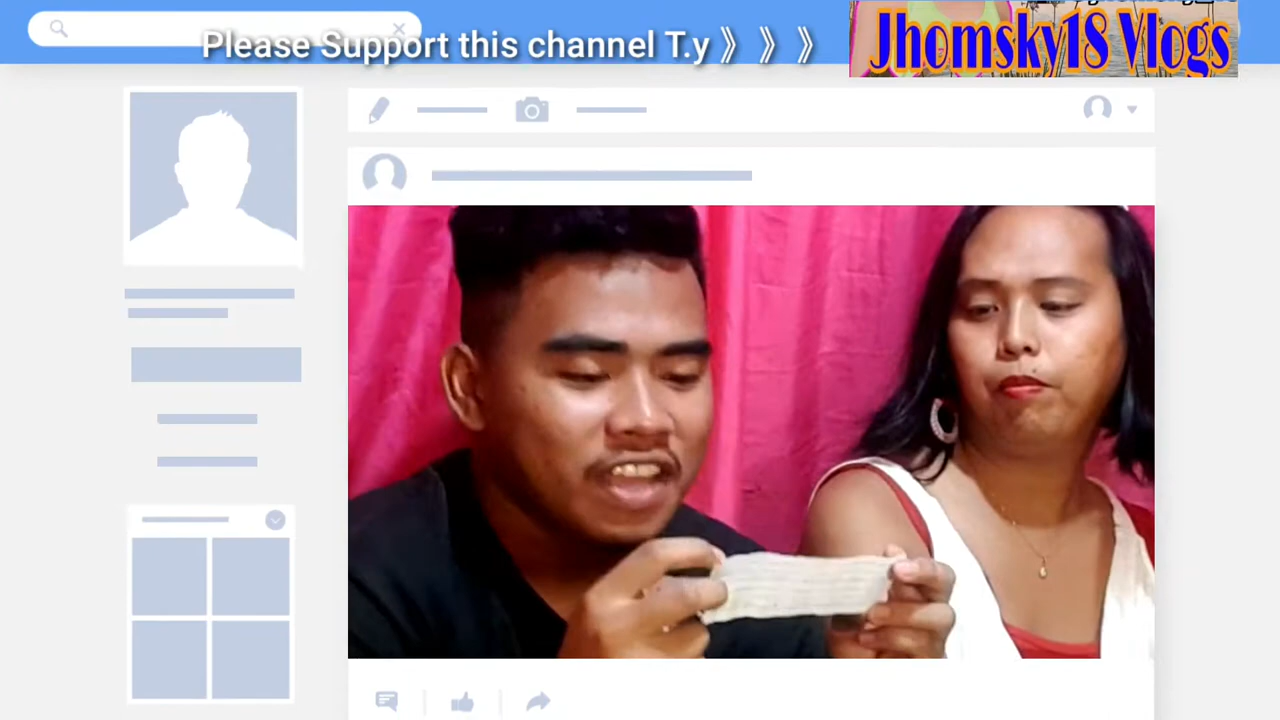 Please Support this channel T.y 》 》 》
Jhomsky18 Vlogs